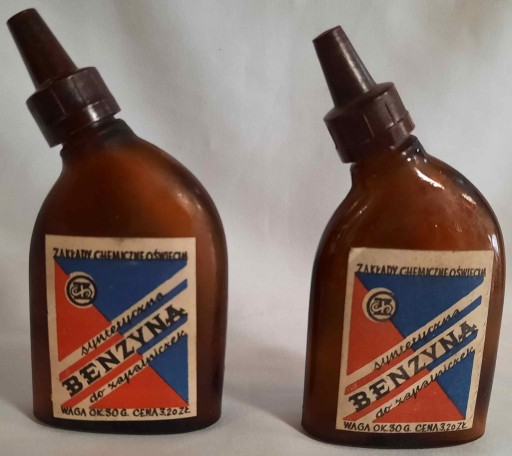 ZAKŁADY CHEMICZNE OŚWIĘCIM
syntetyczna
BENZYNA
do zapalniczek
WAGA OK. 30 G. CENA 3,20 ZŁ
ZAKŁADY CHEMICZNE OŚWIĘCIM
syntetyczna
BENZYNA
do zapalniczek
WAGA OK. 30 G. CENA 3,20 ZŁ